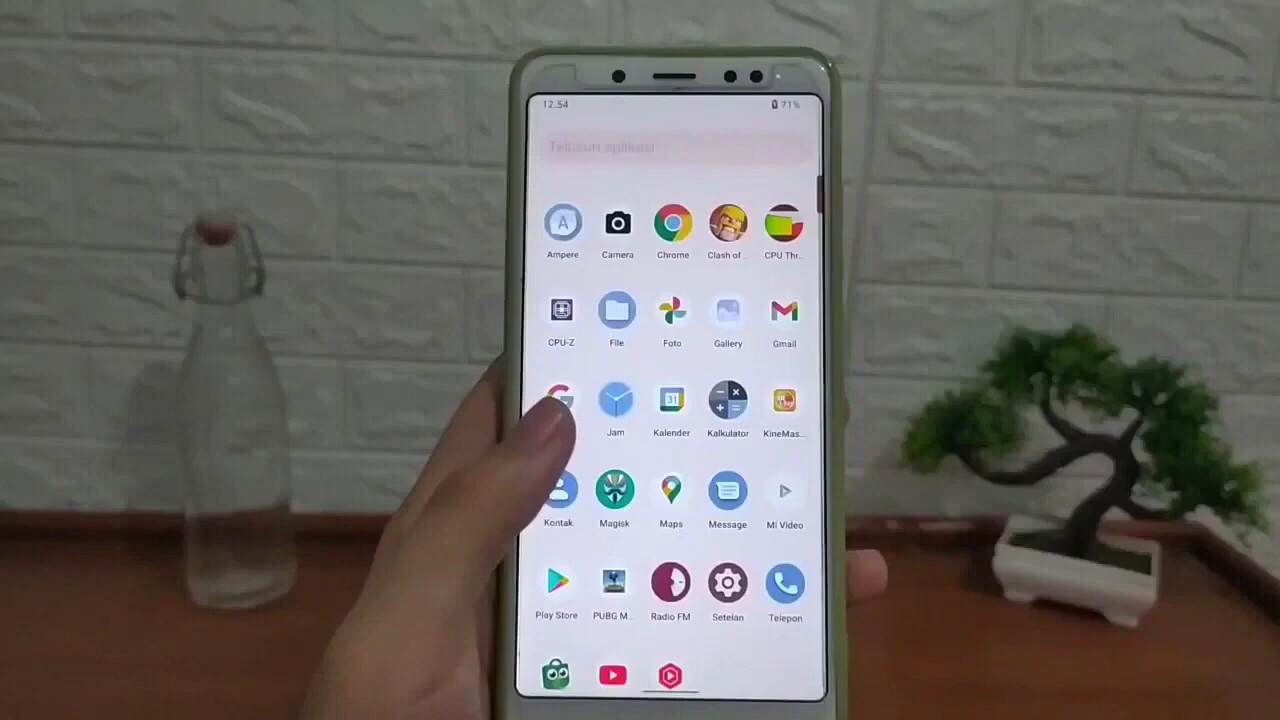 12.54 71%
Telusuri aplikasi
Ampere Camera Chrome Clash of... CPU Thr...
CPU-Z File Foto Gallery Gmail
31
Jam Kalender Kalkulator KineMas...
Kontak Magisk Maps Message Mi Video
Play Store PUBG M... Radio FM Setelan Telepon